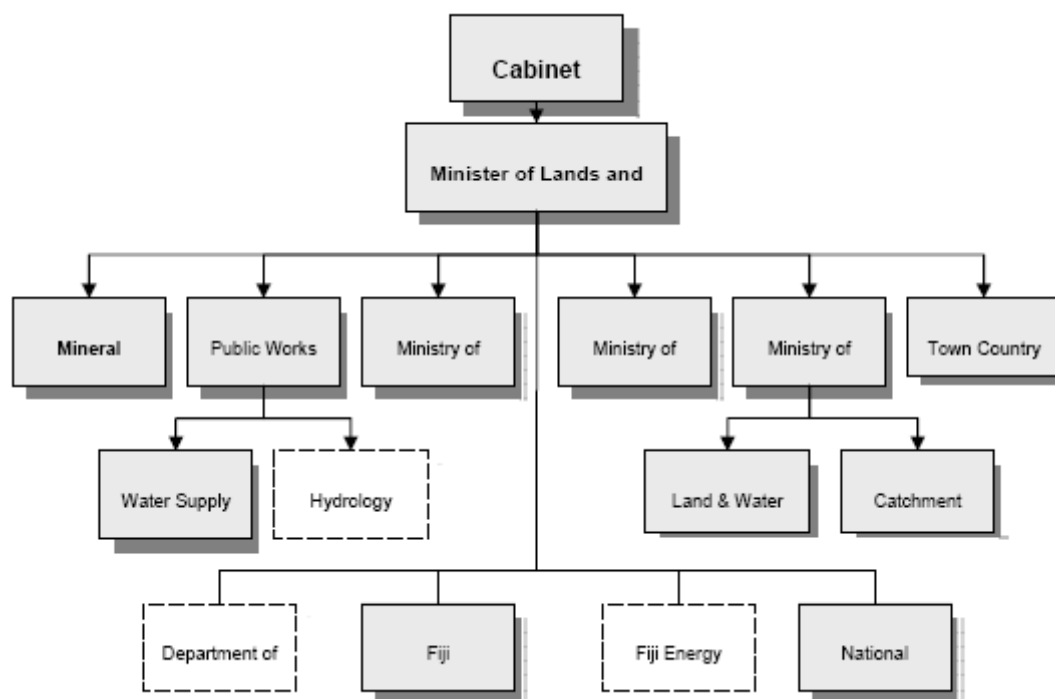 Cabinet
Minister of Lands and
Mineral
Public Works
Ministry of
Ministry of
Ministry of
Town Country
Water Supply
Hydrology
Land & Water
Catchment
Department of
Fiji
Fiji Energy
National